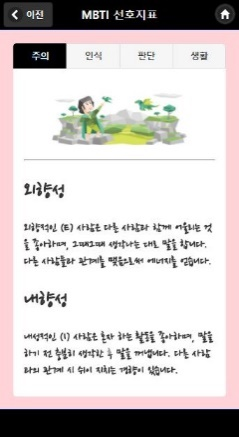 이전
MBTI 선호지표
주의 인식 판단 생활
외향성
외향적인 (E) 사람은 다른 사람과 함께 어울리는 것
을 좋아하며, 그때그때 생각나는 대로 말을 합니다.
다른 사람들과 관계를 맺음으로써 에너지를 얻습니다.
내향성
내성적인 (I) 사람은 혼자 하는 활동을 좋아하며, 말을
하기 전 충분히 생각한 후 말을 꺼냅니다. 다른 사람
과의 관계 시 쉬이 지치는 경향이 있습니다.